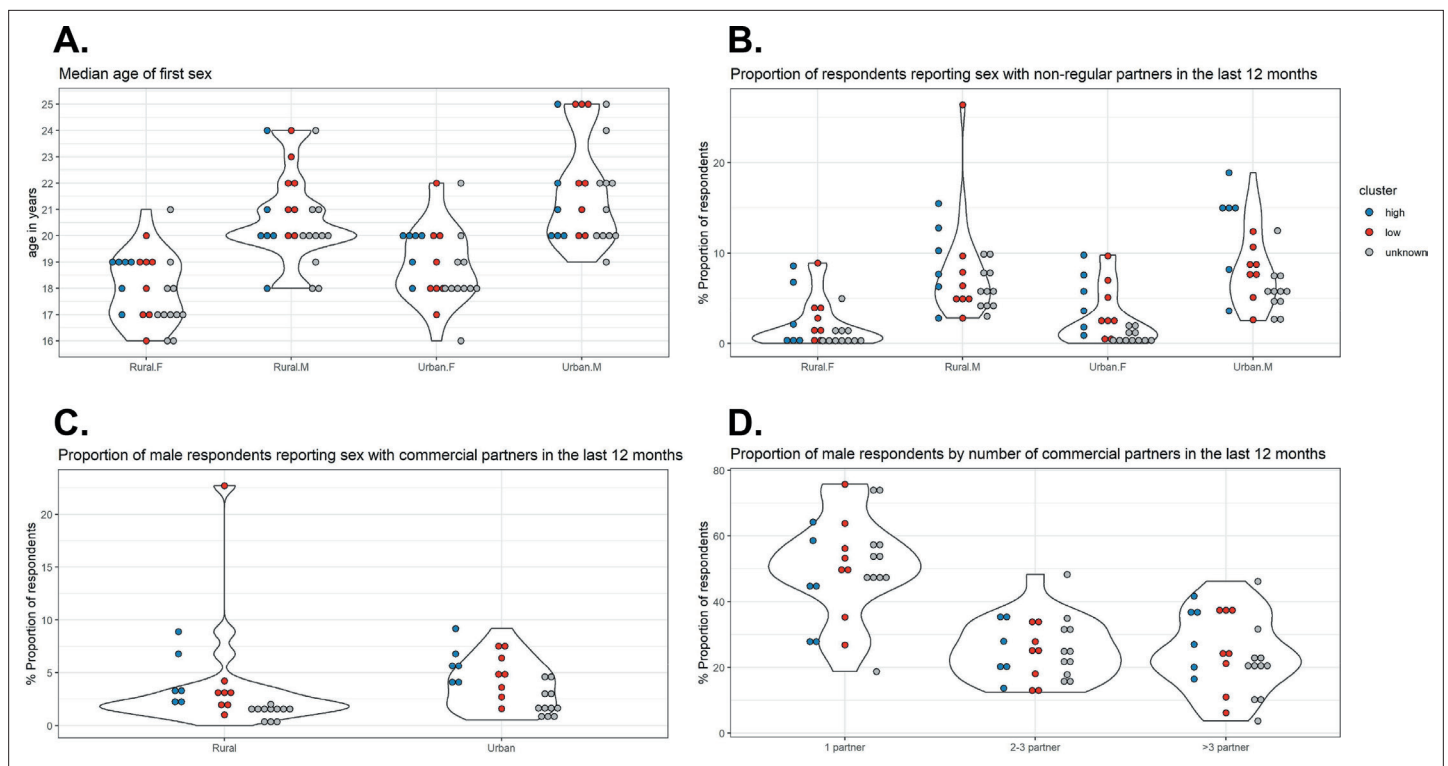 A.
Median age of first sex
age in years
25
24
23
22
21
20
19
18
17
16
Rural.F Rural.M Urban.F Urban.M
B.
Proportion of respondents reporting sex with non-regular partners in the last 12 months
% Proportion of respondents
20
10
0
Rural.F Rural.M Urban.F Urban.M
cluster
high
low
unknown
C.
Proportion of male respondents reporting sex with commercial partners in the last 12 months
% Proportion of respondents
20
15
10
5
0
Rural Urban
D.
Proportion of male respondents by number of commercial partners in the last 12 months
% Proportion of respondents
80
60
40
20
0
1 partner 2-3 partner >3 partner